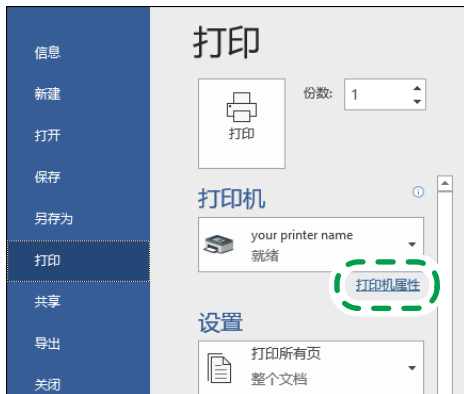 信息
新建
打开
保存
另存为
打印
共享
导出
关闭
打印
打印
份数: 1
打印机
your printer name
就绪
打印机属性
设置
打印所有页
整个文档